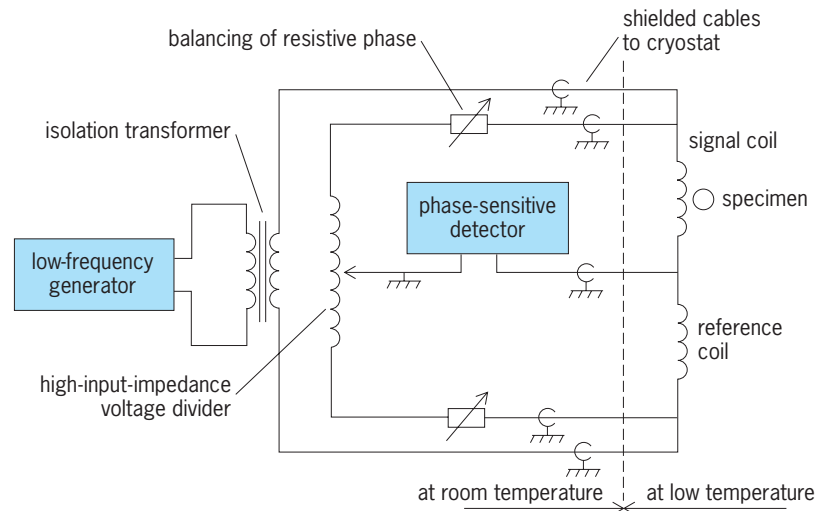 shielded cables
to cryostat
balancing of resistive phase
isolation transformer
signal coil
specimen
phase-sensitive
detector
low-frequency
generator
reference
coil
high-input-impedance
voltage divider
at room temperature
at low temperature